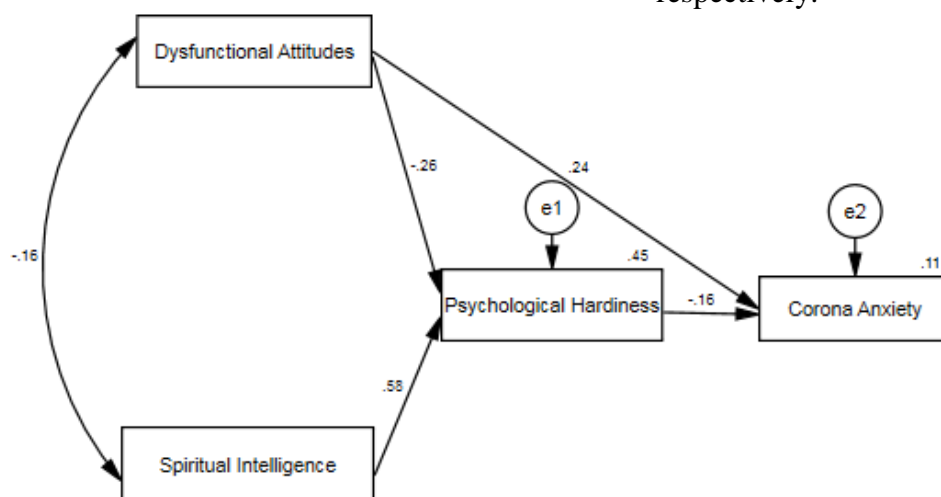 respectively.
Dysfunctional Attitudes
-.26
.24
e1
e2
-.16
.45
.11
Psychological Hardiness
-.16
Corona Anxiety
.58
Spiritual Intelligence